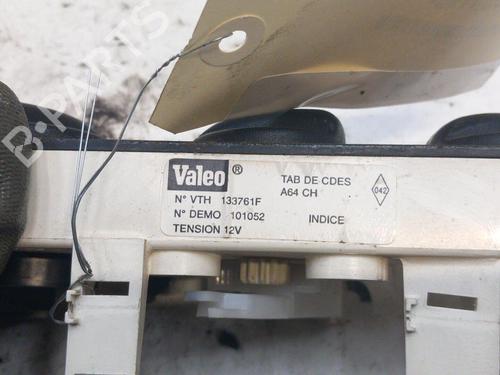 Valeo®
TAB DE CDES
042
N° VTH 133761F
A64 CH
N° DEMO 101052
INDICE
TENSION 12V
B-PARTS